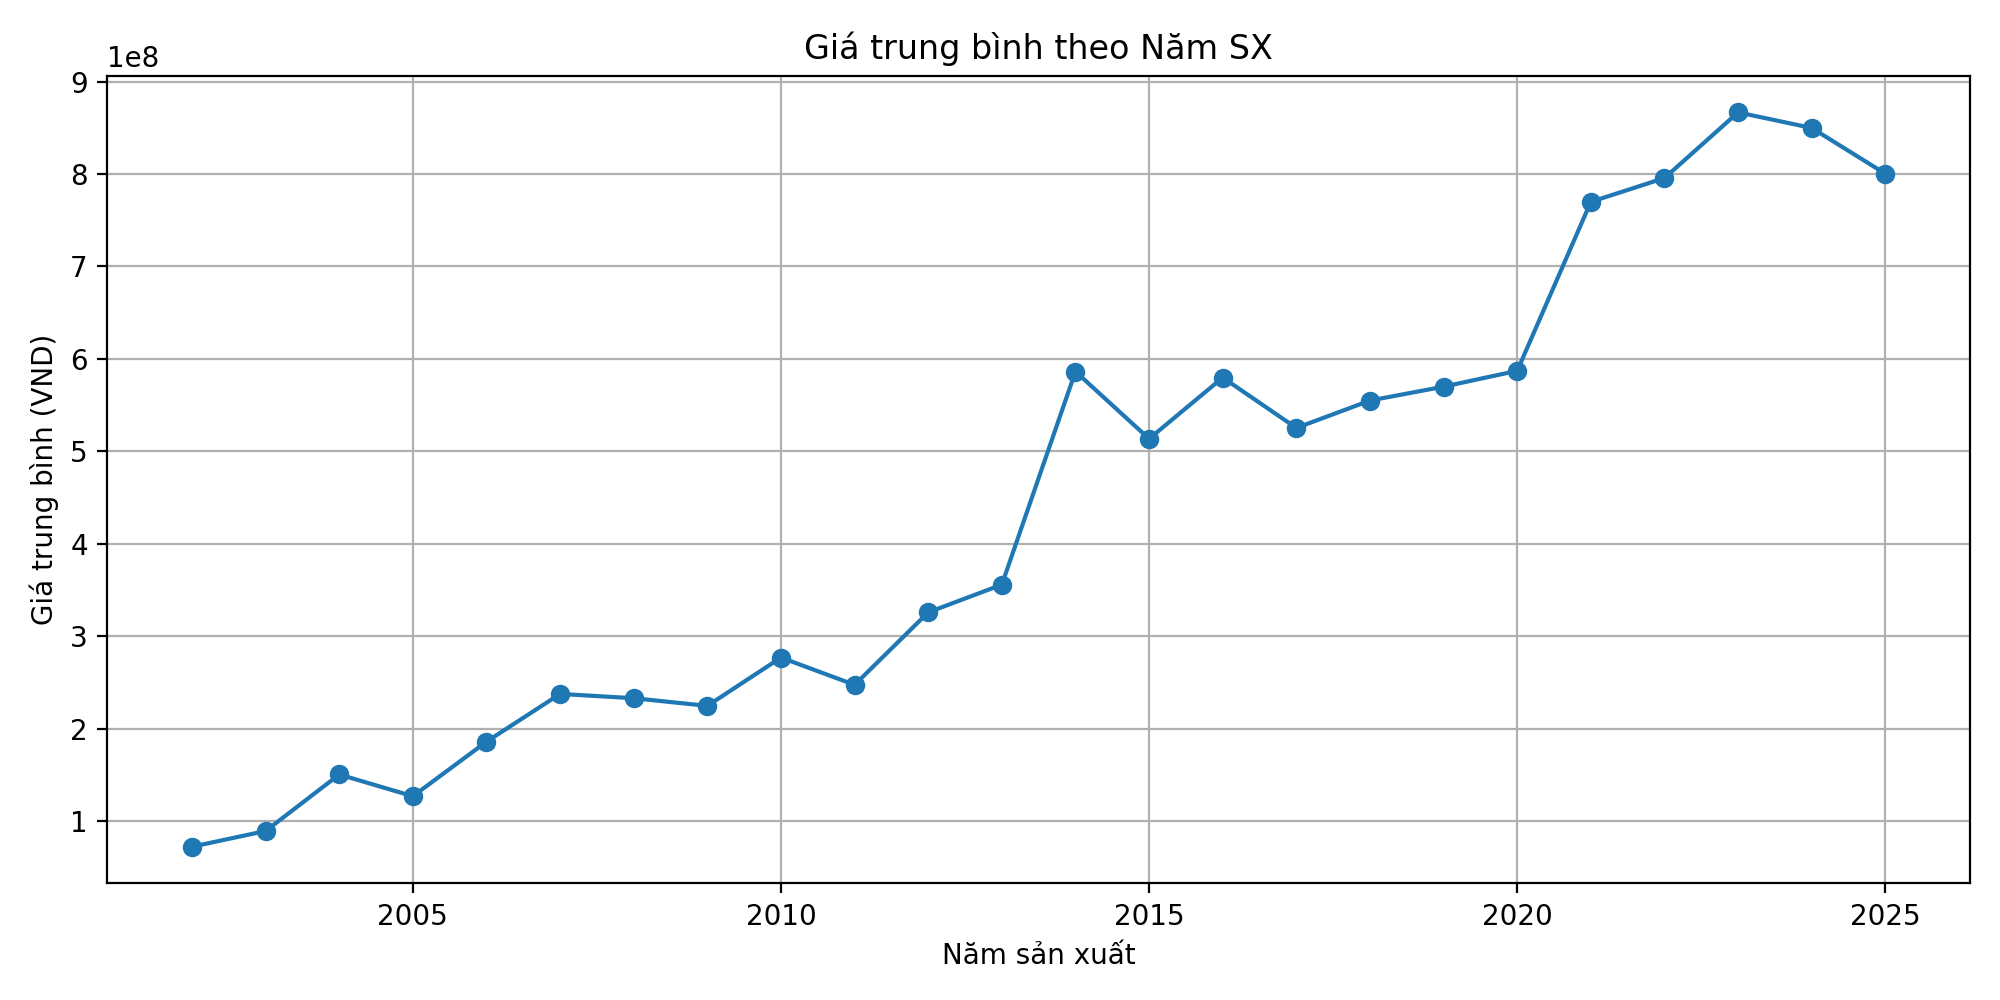 Giá trung bình theo Năm SX
1e8
9
8
7
6
5
4
3
2
1
Giá trung bình (VND)
2005 2010 2015 2020 2025
Năm sản xuất